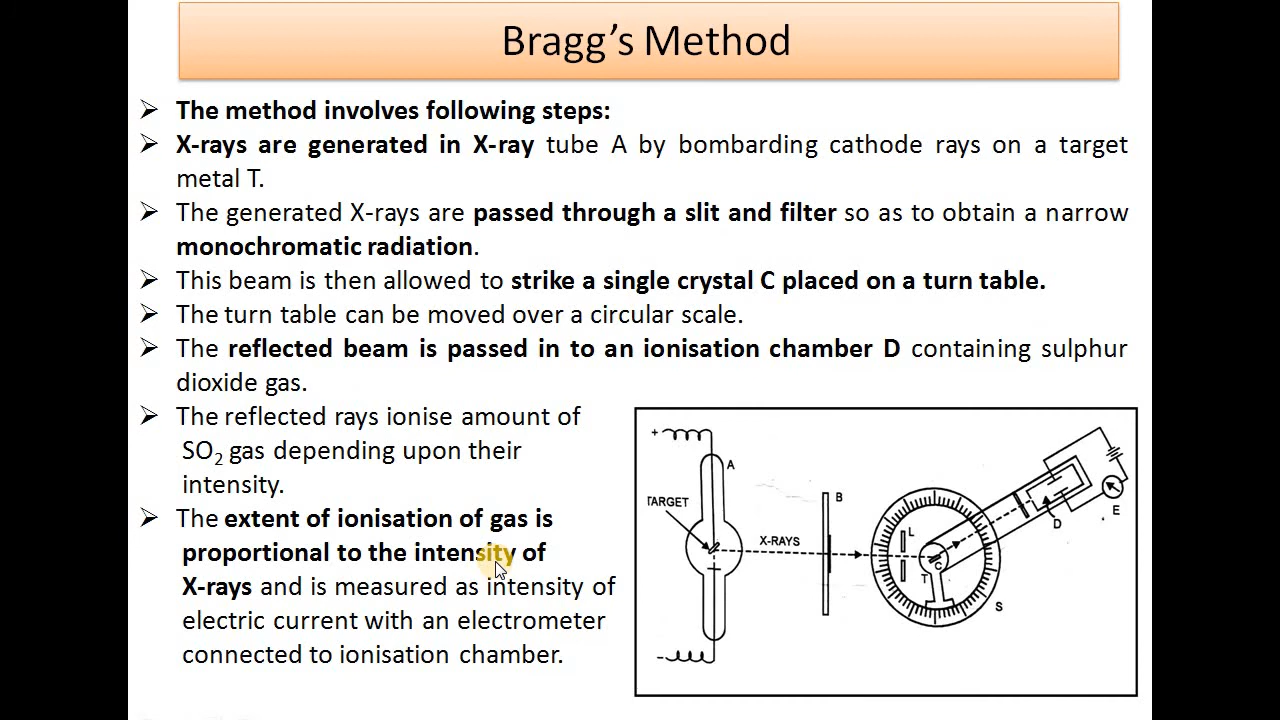 Bragg’s Method
➢ The method involves following steps:
➢ X-rays are generated in X-ray tube A by bombarding cathode rays on a target
metal T.
➢ The generated X-rays are passed through a slit and filter so as to obtain a narrow
monochromatic radiation.
➢ This beam is then allowed to strike a single crystal C placed on a turn table.
➢ The turn table can be moved over a circular scale.
➢ The reflected beam is passed in to an ionisation chamber D containing sulphur
dioxide gas.
➢ The reflected rays ionise amount of
SO₂ gas depending upon their
intensity.
➢ The extent of ionisation of gas is
proportional to the intensity of
X-rays and is measured as intensity of
electric current with an electrometer
connected to ionisation chamber.
+
A
TARGET
X-RAYS
B
L
C
T
S
D
E
–